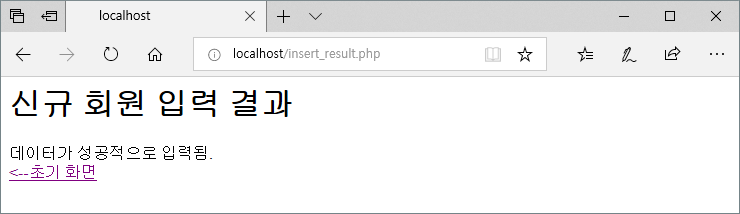 localhost
localhost/insert_result.php
신규 회원 입력 결과
데이터가 성공적으로 입력됨.
<--초기 화면